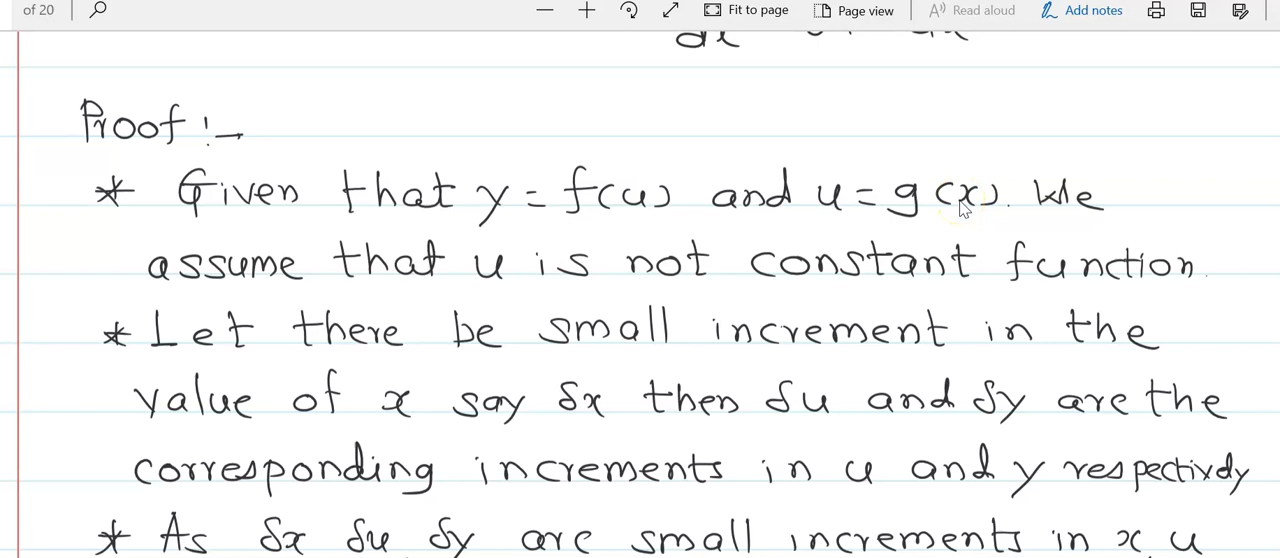 of 20 Fit to page Page view Read aloud Add notes
Proof :-
* Given that y = f(u) and u = g(x). We
assume that u is not constant function.
* Let there be small increment in the
value of x say δx then δu and δy are the
corresponding increments in u and y respectively
* As δx δu δy are small increments in x, u